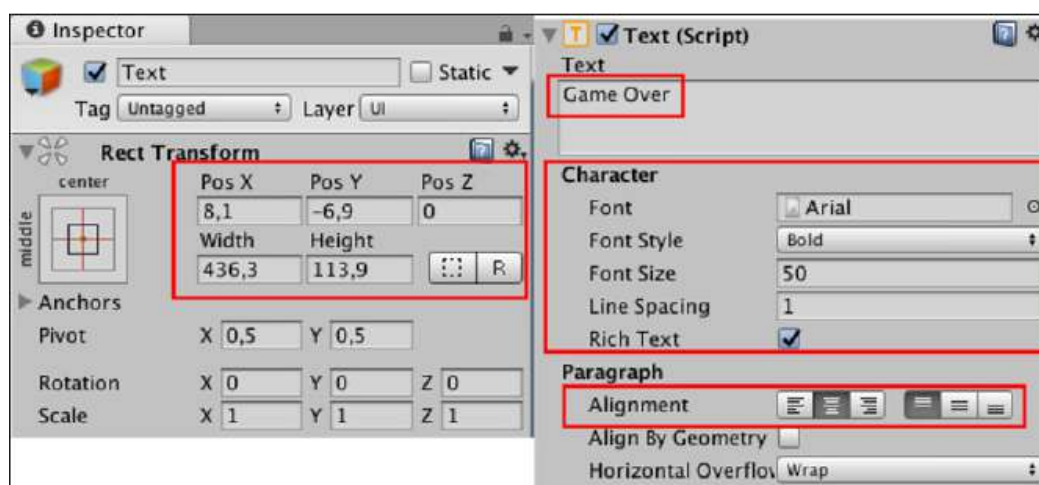 Inspector
Text
Static
Tag Untagged Layer UI
Rect Transform
center
middle
Pos X Pos Y Pos Z
8,1 -6,9 0
Width Height
436,3 113,9 R
Anchors
Pivot X 0,5 Y 0,5
Rotation X 0 Y 0 Z 0
Scale X 1 Y 1 Z 1
T Text (Script)
Text
Game Over
Character
Font Arial
Font Style Bold
Font Size 50
Line Spacing 1
Rich Text
Paragraph
Alignment
Align By Geometry
Horizontal Overflov Wrap